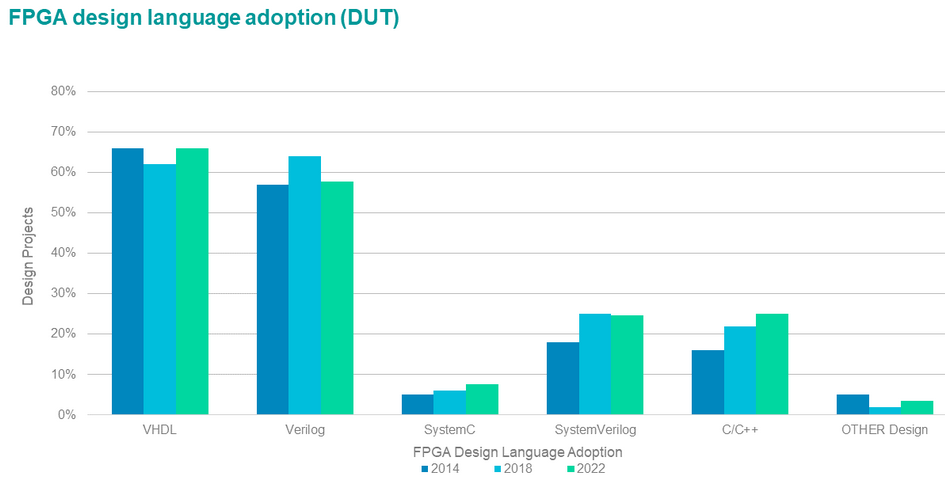 FPGA design language adoption (DUT)
80%
70%
60%
50%
40%
30%
20%
10%
0%
Design Projects
VHDL Verilog SystemC SystemVerilog C/C++ OTHER Design
FPGA Design Language Adoption
2014 2018 2022